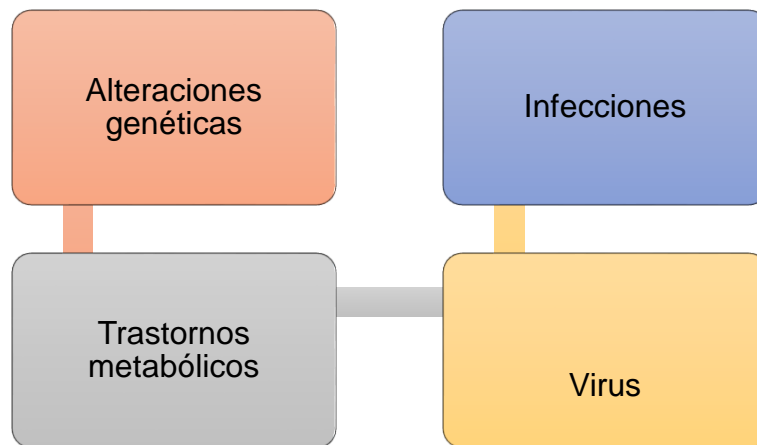 Alteraciones
genéticas
Trastornos
metabólicos
Virus
Infecciones